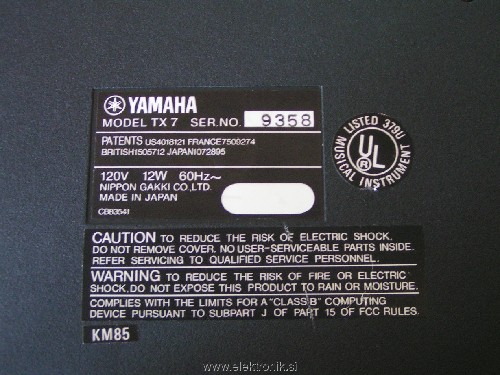 YAMAHA
MODEL TX 7 SER.NO. 9358
PATENTS US4018121 FRANCE7509274
BRITISH1505712 JAPAN1072895
120V 12W 60Hz~
NIPPON GAKKI CO.,LTD.
MADE IN JAPAN
CB83541
LISTED 379U
UL
®
MUSICAL INSTRUMENT
CAUTION TO REDUCE THE RISK OF ELECTRIC SHOCK,
DO NOT REMOVE COVER. NO USER-SERVICEABLE PARTS INSIDE.
REFER SERVICING TO QUALIFIED SERVICE PERSONNEL.
WARNING TO REDUCE THE RISK OF FIRE OR ELECTRIC
SHOCK, DO NOT EXPOSE THIS PRODUCT TO RAIN OR MOISTURE.
COMPLIES WITH THE LIMITS FOR A "CLASS B" COMPUTING
DEVICE PURSUANT TO SUBPART J OF PART 15 OF FCC RULES.
KM85
www.elektronik.si